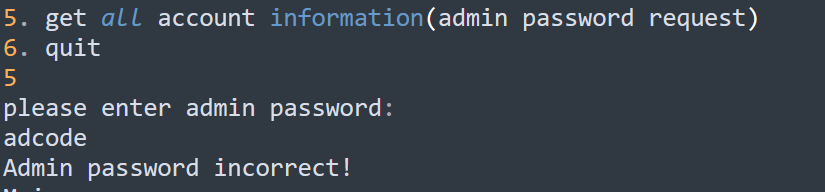 5. get all account information(admin password request)
6. quit
5
please enter admin password:
adcode
Admin password incorrect!